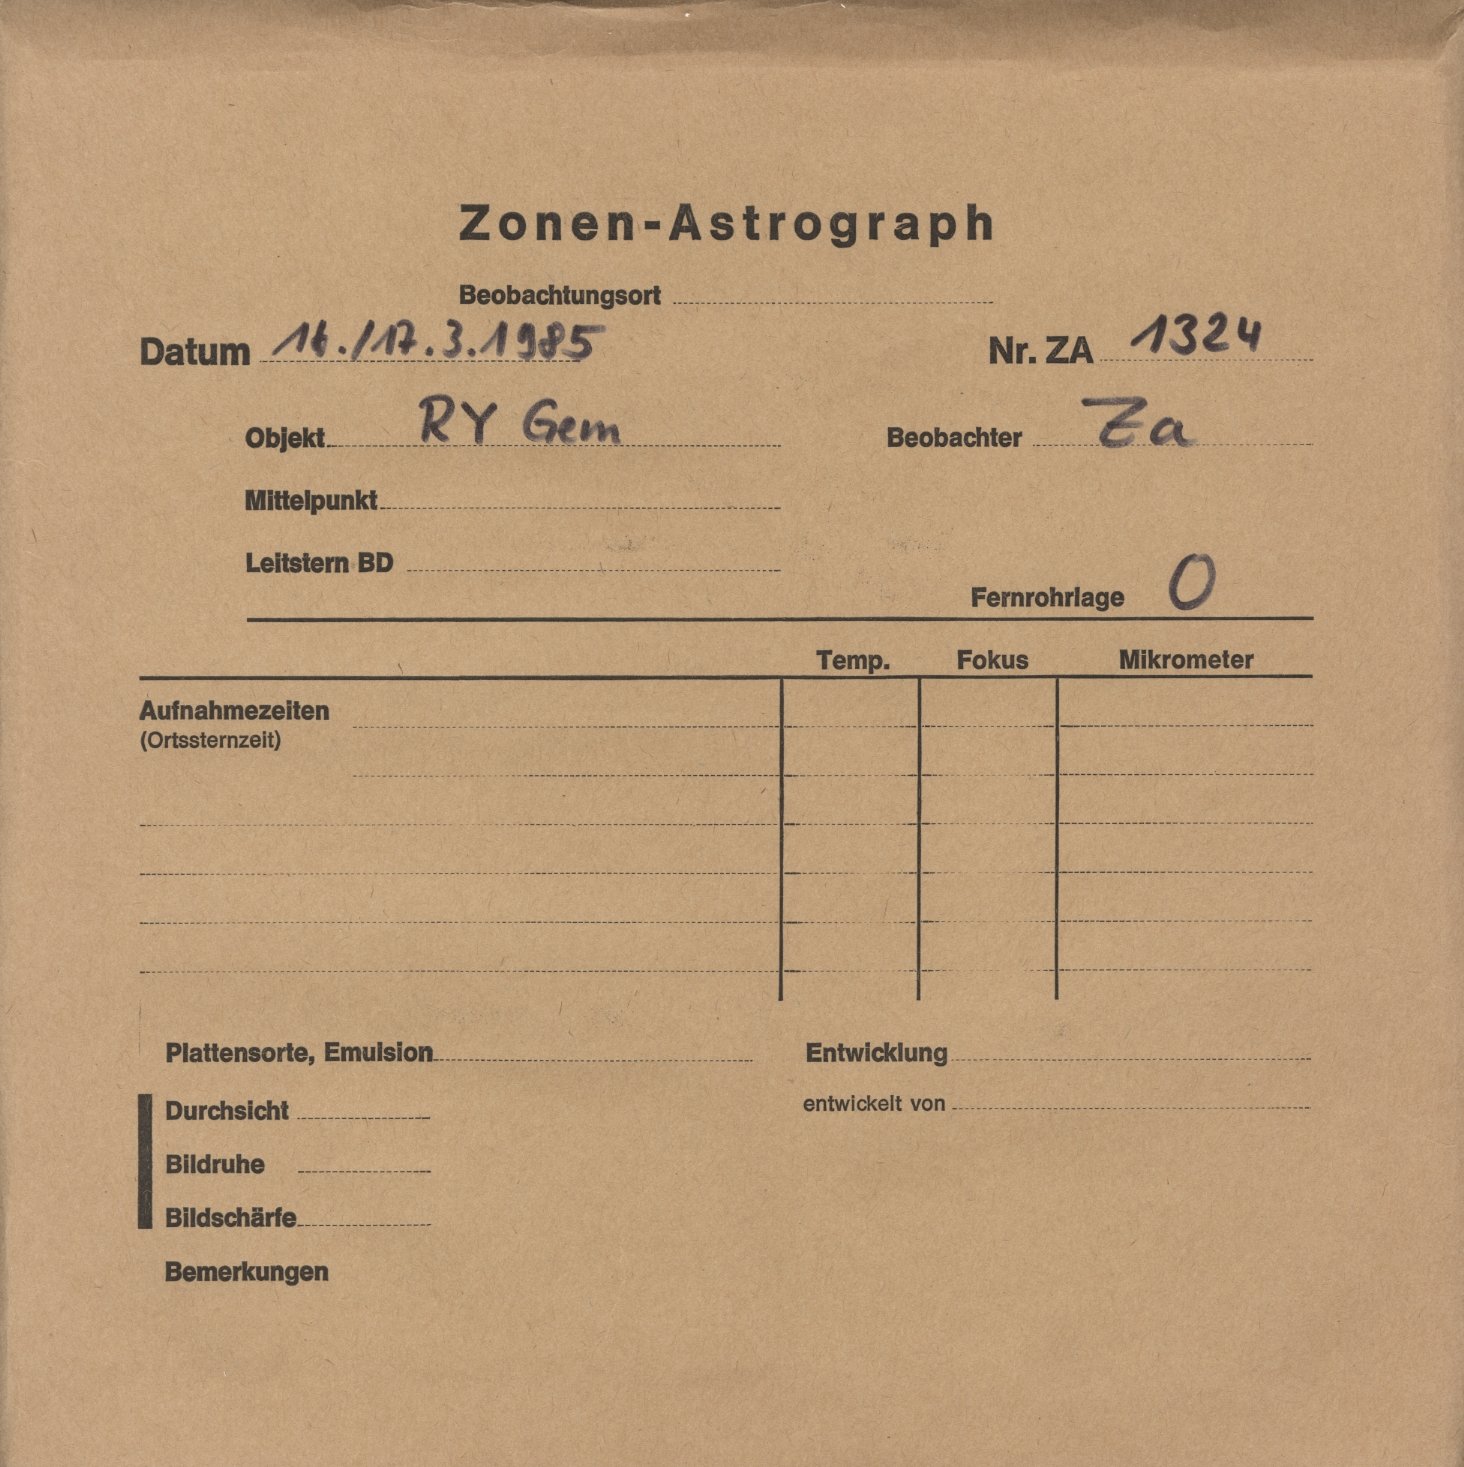 Zonen-Astrograph
Beobachtungsort
Datum 16./17.3.1985 Nr. ZA 1324
Objekt RY Gem Beobachter Za
Mittelpunkt
Leitstern BD
Fernrohrlage O
Temp. Fokus Mikrometer
Aufnahmezeiten
(Ortssternzeit)
Plattensorte, Emulsion Entwicklung
Durchsicht entwickelt von
Bildruhe
Bildschärfe
Bemerkungen